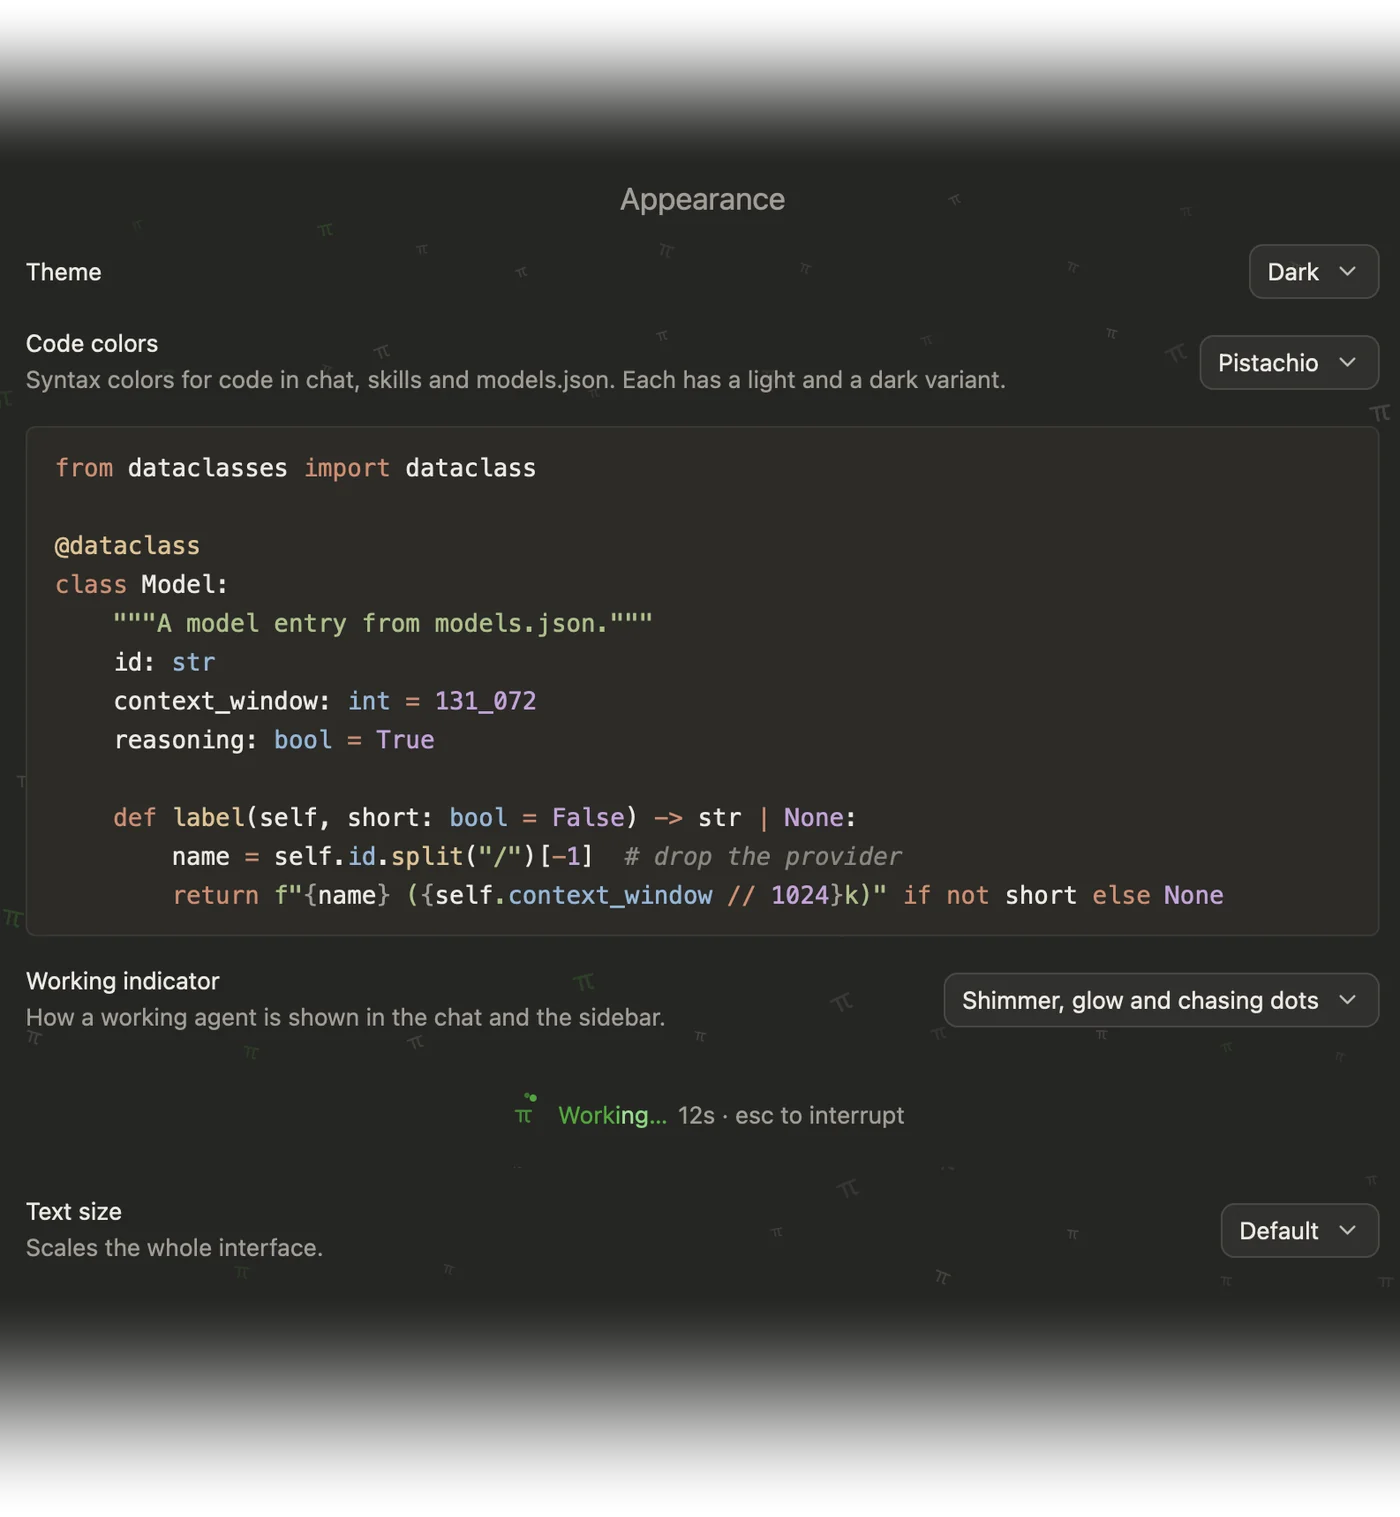 Appearance
Theme
Dark
Code colors
Syntax colors for code in chat, skills and models.json. Each has a light and a dark variant.
Pistachio
from dataclasses import dataclass

@dataclass
class Model:
    """A model entry from models.json."""
    id: str
    context_window: int = 131_072
    reasoning: bool = True

    def label(self, short: bool = False) -> str | None:
        name = self.id.split("/")[-1]  # drop the provider
        return f"{name} ({self.context_window // 1024}k)" if not short else None
Working indicator
How a working agent is shown in the chat and the sidebar.
Shimmer, glow and chasing dots
π Working... 12s · esc to interrupt
Text size
Scales the whole interface.
Default